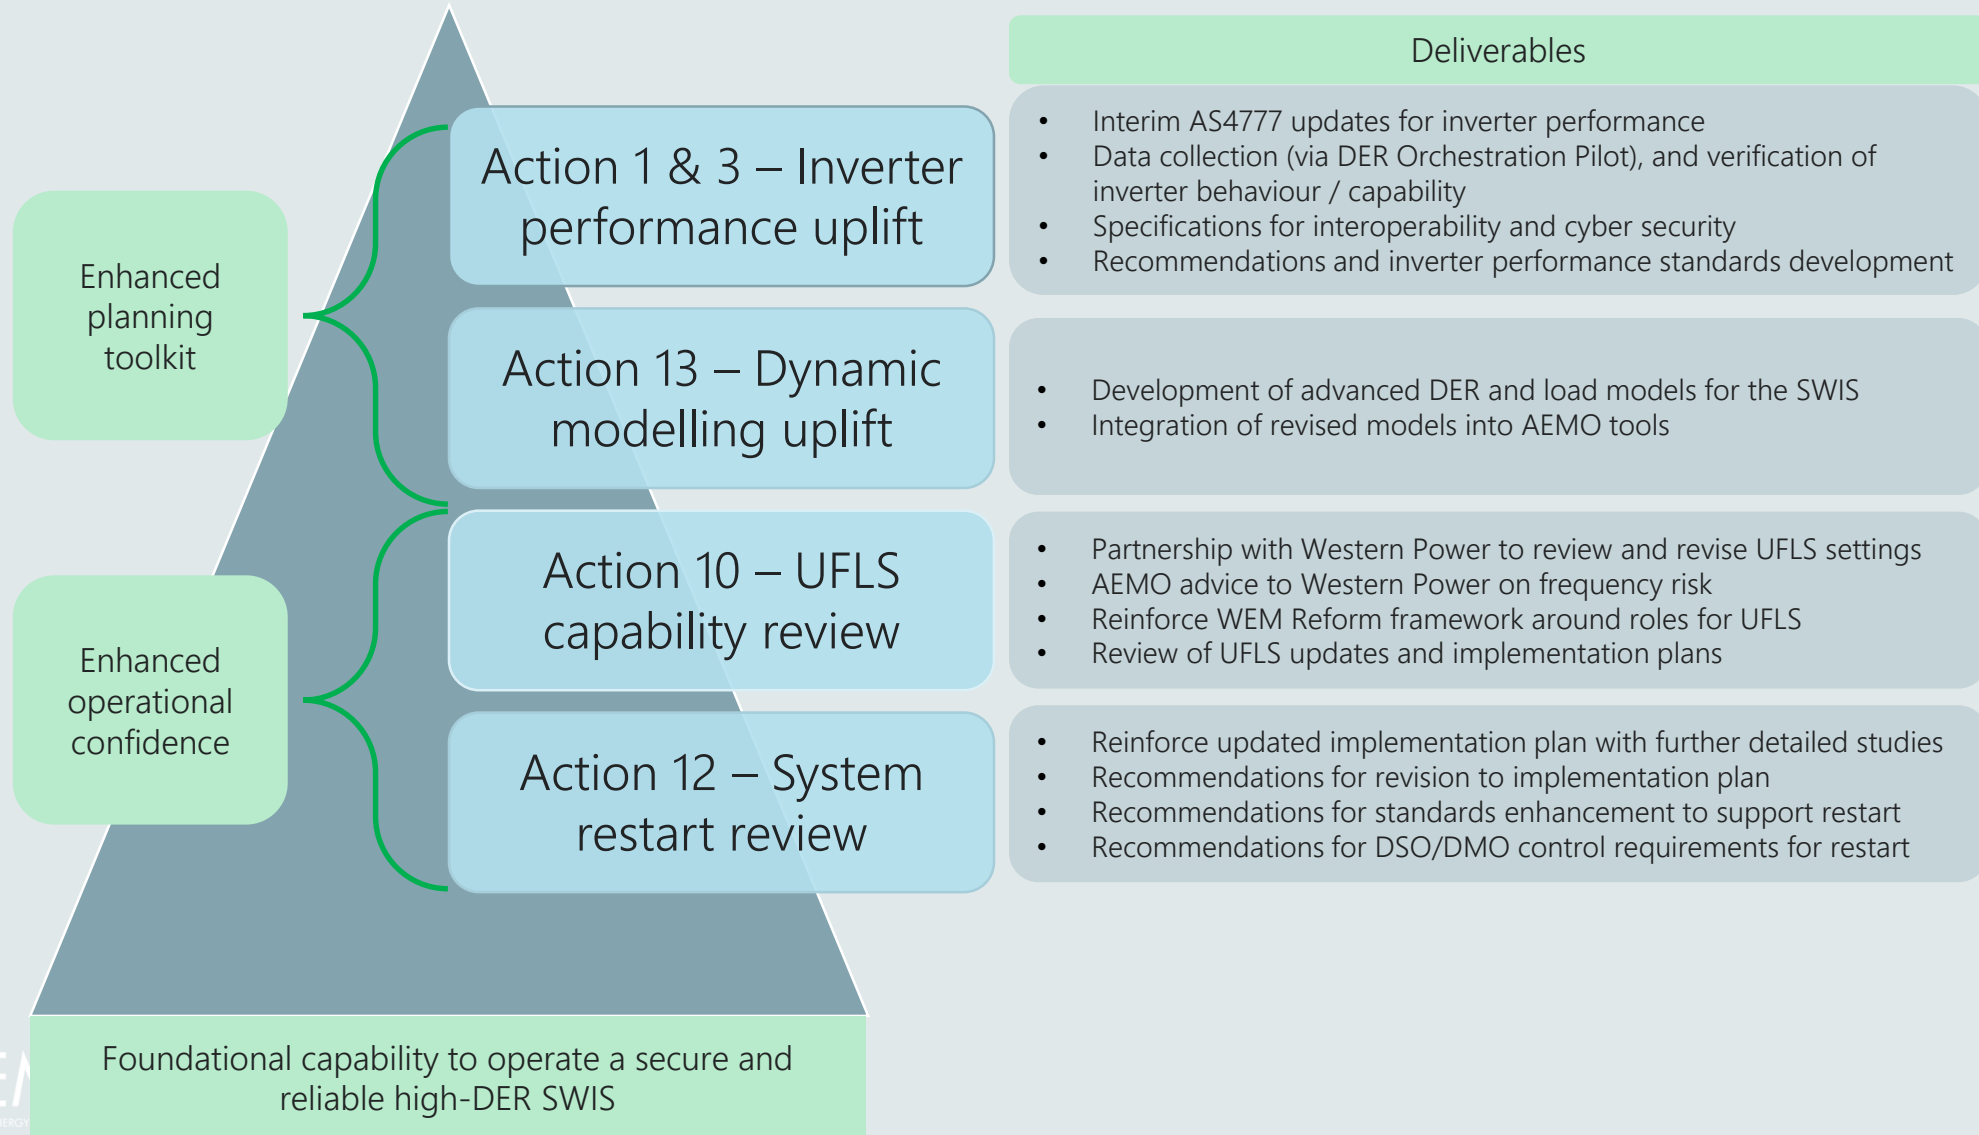 Deliverables
Action 1 & 3 – Inverter
performance uplift
• Interim AS4777 updates for inverter performance
• Data collection (via DER Orchestration Pilot), and verification of
inverter behaviour / capability
• Specifications for interoperability and cyber security
• Recommendations and inverter performance standards development
Enhanced
planning
toolkit
Action 13 – Dynamic
modelling uplift
• Development of advanced DER and load models for the SWIS
• Integration of revised models into AEMO tools
Action 10 – UFLS
capability review
• Partnership with Western Power to review and revise UFLS settings
• AEMO advice to Western Power on frequency risk
• Reinforce WEM Reform framework around roles for UFLS
• Review of UFLS updates and implementation plans
Enhanced
operational
confidence
Action 12 – System
restart review
• Reinforce updated implementation plan with further detailed studies
• Recommendations for revision to implementation plan
• Recommendations for standards enhancement to support restart
• Recommendations for DSO/DMO control requirements for restart
Foundational capability to operate a secure and
reliable high-DER SWIS